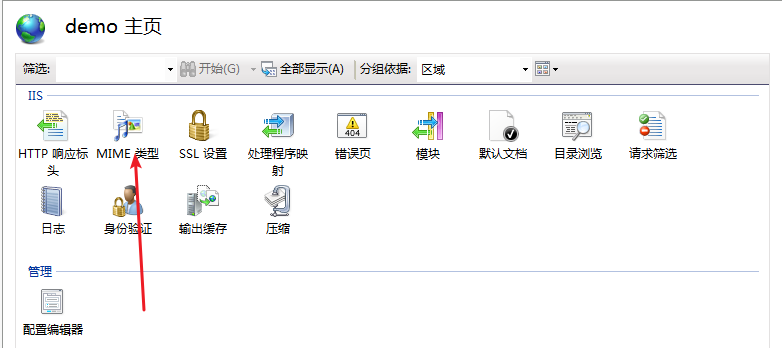 demo 主页
筛选: 开始(G) 全部显示(A) 分组依据: 区域
IIS
HTTP 响应标头 MIME 类型 SSL 设置 处理程序映射 错误页 模块 默认文档 目录浏览 请求筛选
404
日志 身份验证 输出缓存 压缩
管理
配置编辑器